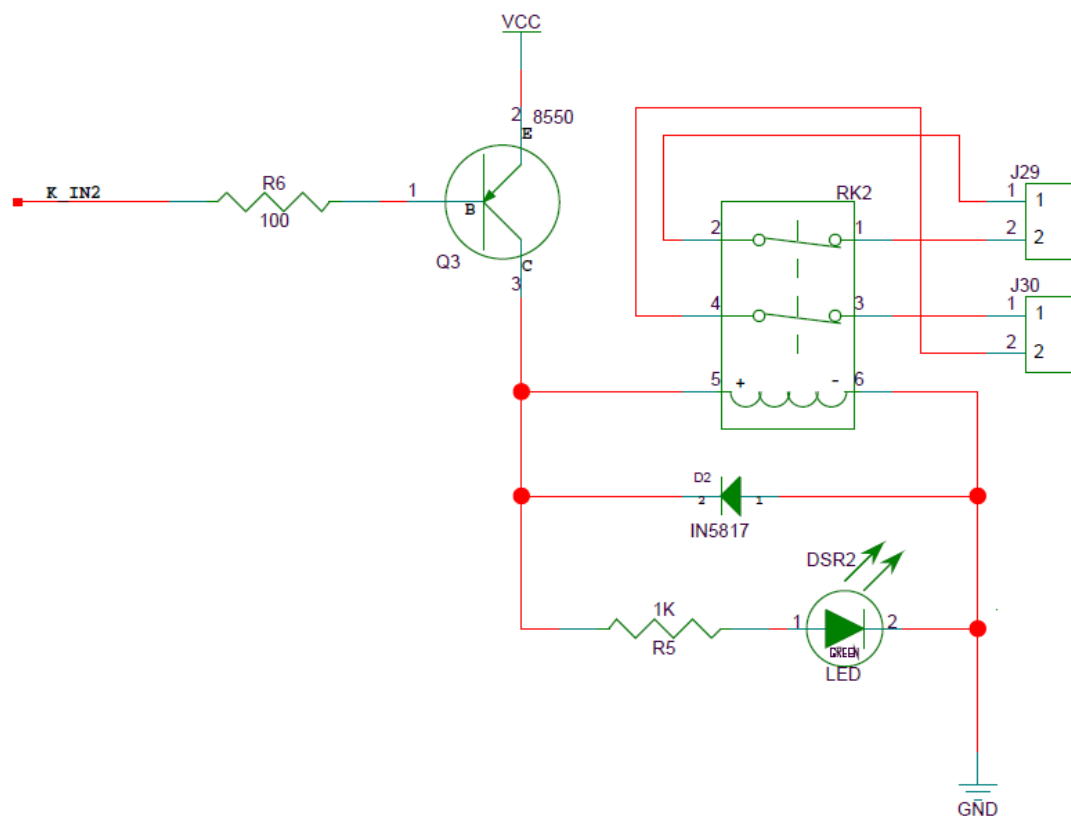 VCC
2 8550
E
K_IN2
R6
100
1
B
Q3
C
3
RK2
J29
1 1
2 2
2 1
J30
4 3
1 1
2 2
5 + - 6
D2
2 1
IN5817
DSR2
1K
R5
1 2
GREEN
LED
GND